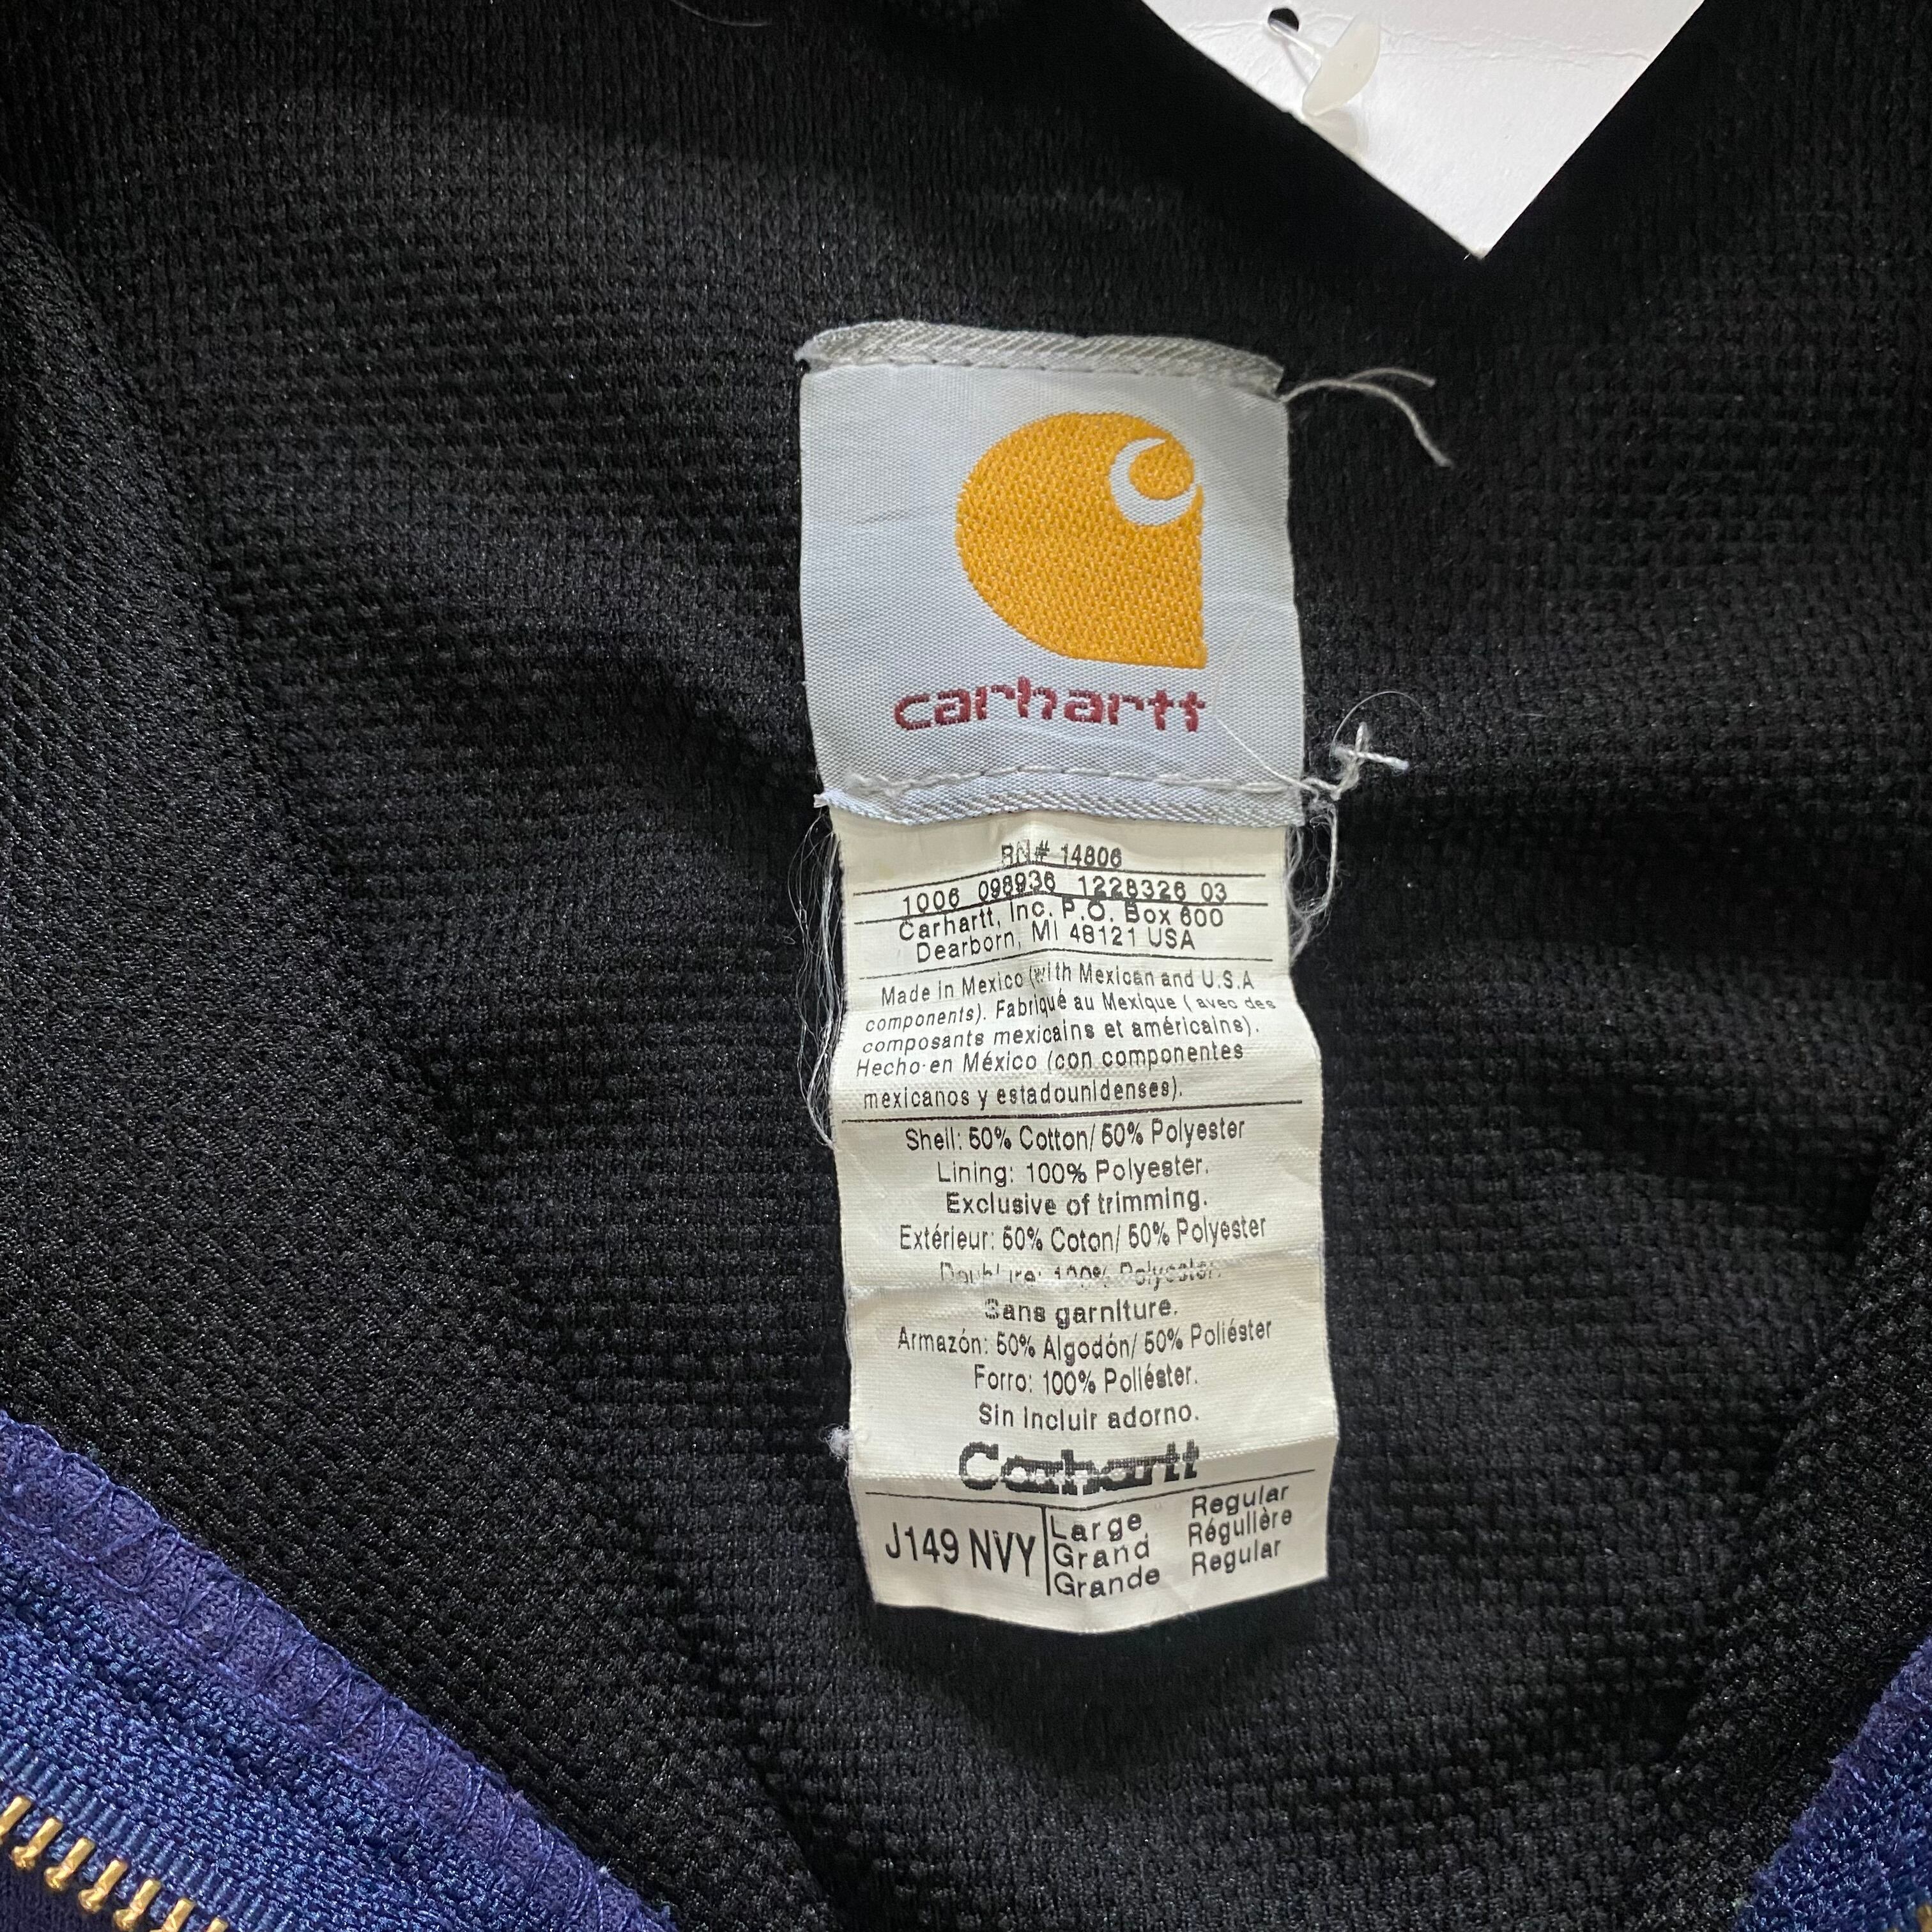 carhartt
RN# 14806
1006 098936 1228326 03
Carhartt, Inc. P.O. Box 600
Dearborn, MI 48121 USA
Made in Mexico (with Mexican and U.S.A
components). Fabriqué au Mexique ( avec des
composants mexicains et américains).
Hecho en México (con componentes
mexicanos y estadounidenses).
Shell: 50% Cotton/ 50% Polyester
Lining: 100% Polyester.
Exclusive of trimming.
Extérieur: 50% Coton/ 50% Polyester
Doublure: 100% Polyester.
Sans garniture.
Armazón: 50% Algodón/ 50% Poliéster
Forro: 100% Poliéster.
Sin incluir adorno.
Carhartt
J149 NVY Large Regular
Grand Régulière
Grande Regular